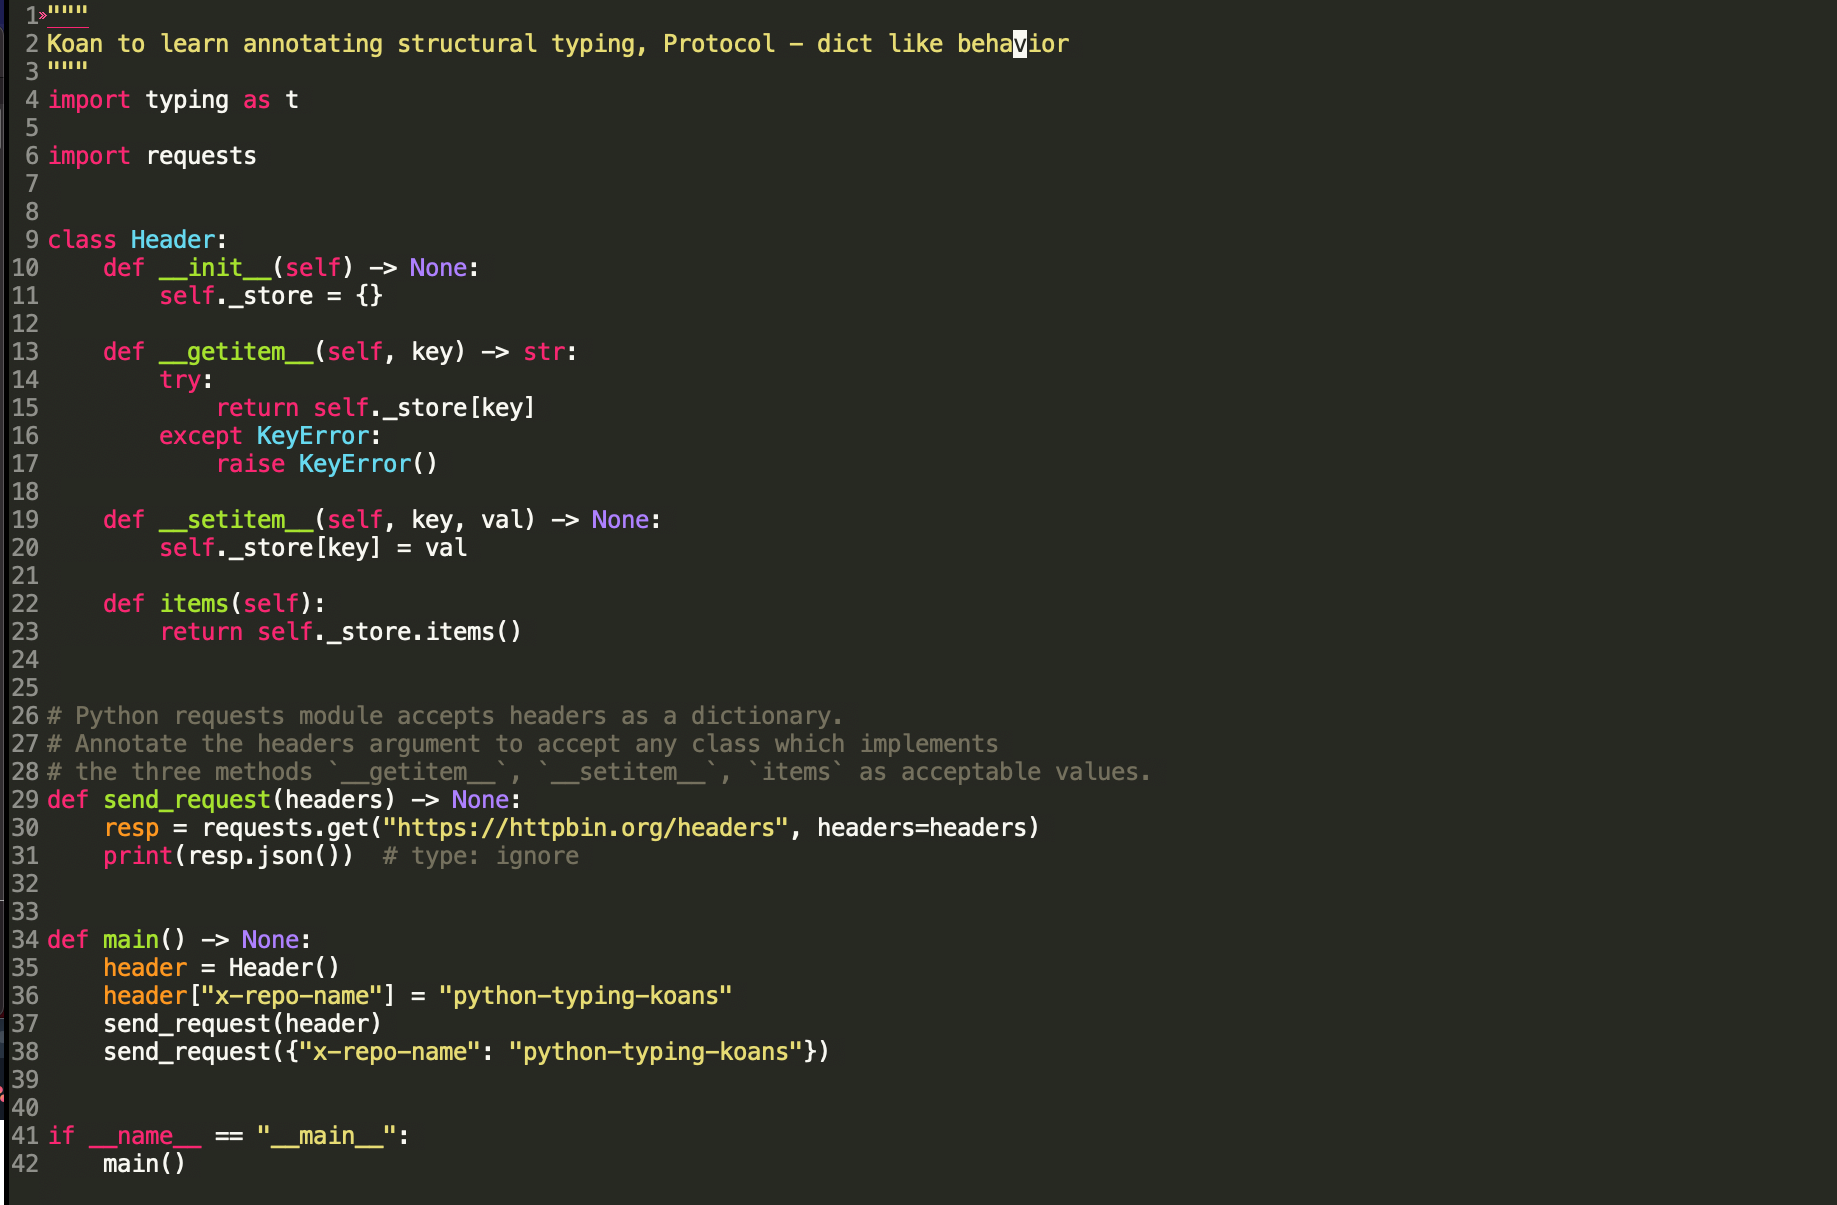 1 """
2 Koan to learn annotating structural typing, Protocol - dict like behavior
3 """
4 import typing as t
5
6 import requests
7
8
9 class Header:
10     def __init__(self) -> None:
11         self._store = {}
12
13     def __getitem__(self, key) -> str:
14         try:
15             return self._store[key]
16         except KeyError:
17             raise KeyError()
18
19     def __setitem__(self, key, val) -> None:
20         self._store[key] = val
21
22     def items(self):
23         return self._store.items()
24
25
26 # Python requests module accepts headers as a dictionary.
27 # Annotate the headers argument to accept any class which implements
28 # the three methods `__getitem__`, `__setitem__`, `items` as acceptable values.
29 def send_request(headers) -> None:
30     resp = requests.get("https://httpbin.org/headers", headers=headers)
31     print(resp.json())  # type: ignore
32
33
34 def main() -> None:
35     header = Header()
36     header["x-repo-name"] = "python-typing-koans"
37     send_request(header)
38     send_request({"x-repo-name": "python-typing-koans"})
39
40
41 if __name__ == "__main__":
42     main()